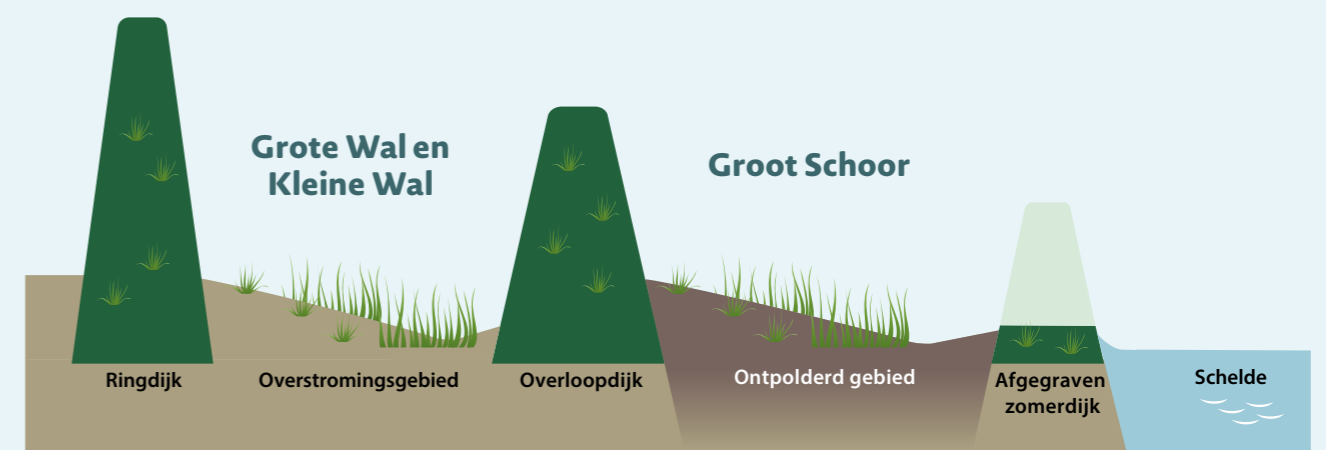 Grote Wal en
Kleine Wal
Groot Schoor
Ringdijk
Overstromingsgebied
Overloopdijk
Ontpolderd gebied
Afgegraven
zomerdijk
Schelde